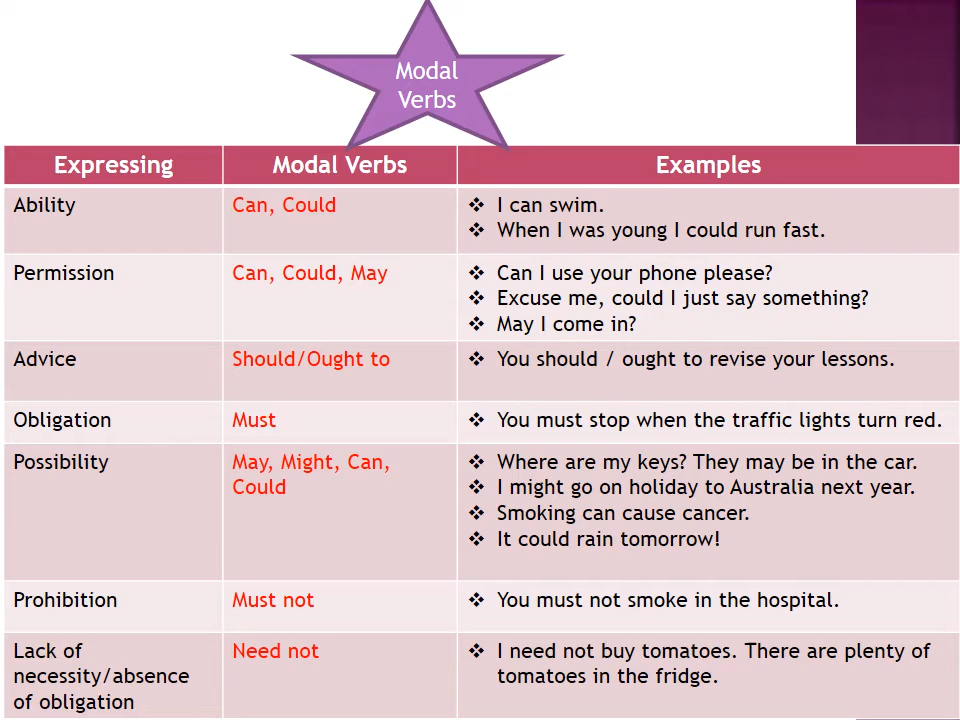 Modal
Verbs
Expressing
Modal Verbs
Examples
Ability
Can, Could
❖ I can swim.
❖ When I was young I could run fast.
Permission
Can, Could, May
❖ Can I use your phone please?
❖ Excuse me, could I just say something?
❖ May I come in?
Advice
Should/Ought to
❖ You should / ought to revise your lessons.
Obligation
Must
❖ You must stop when the traffic lights turn red.
Possibility
May, Might, Can,
Could
❖ Where are my keys? They may be in the car.
❖ I might go on holiday to Australia next year.
❖ Smoking can cause cancer.
❖ It could rain tomorrow!
Prohibition
Must not
❖ You must not smoke in the hospital.
Lack of
necessity/absence
of obligation
Need not
❖ I need not buy tomatoes. There are plenty of
tomatoes in the fridge.